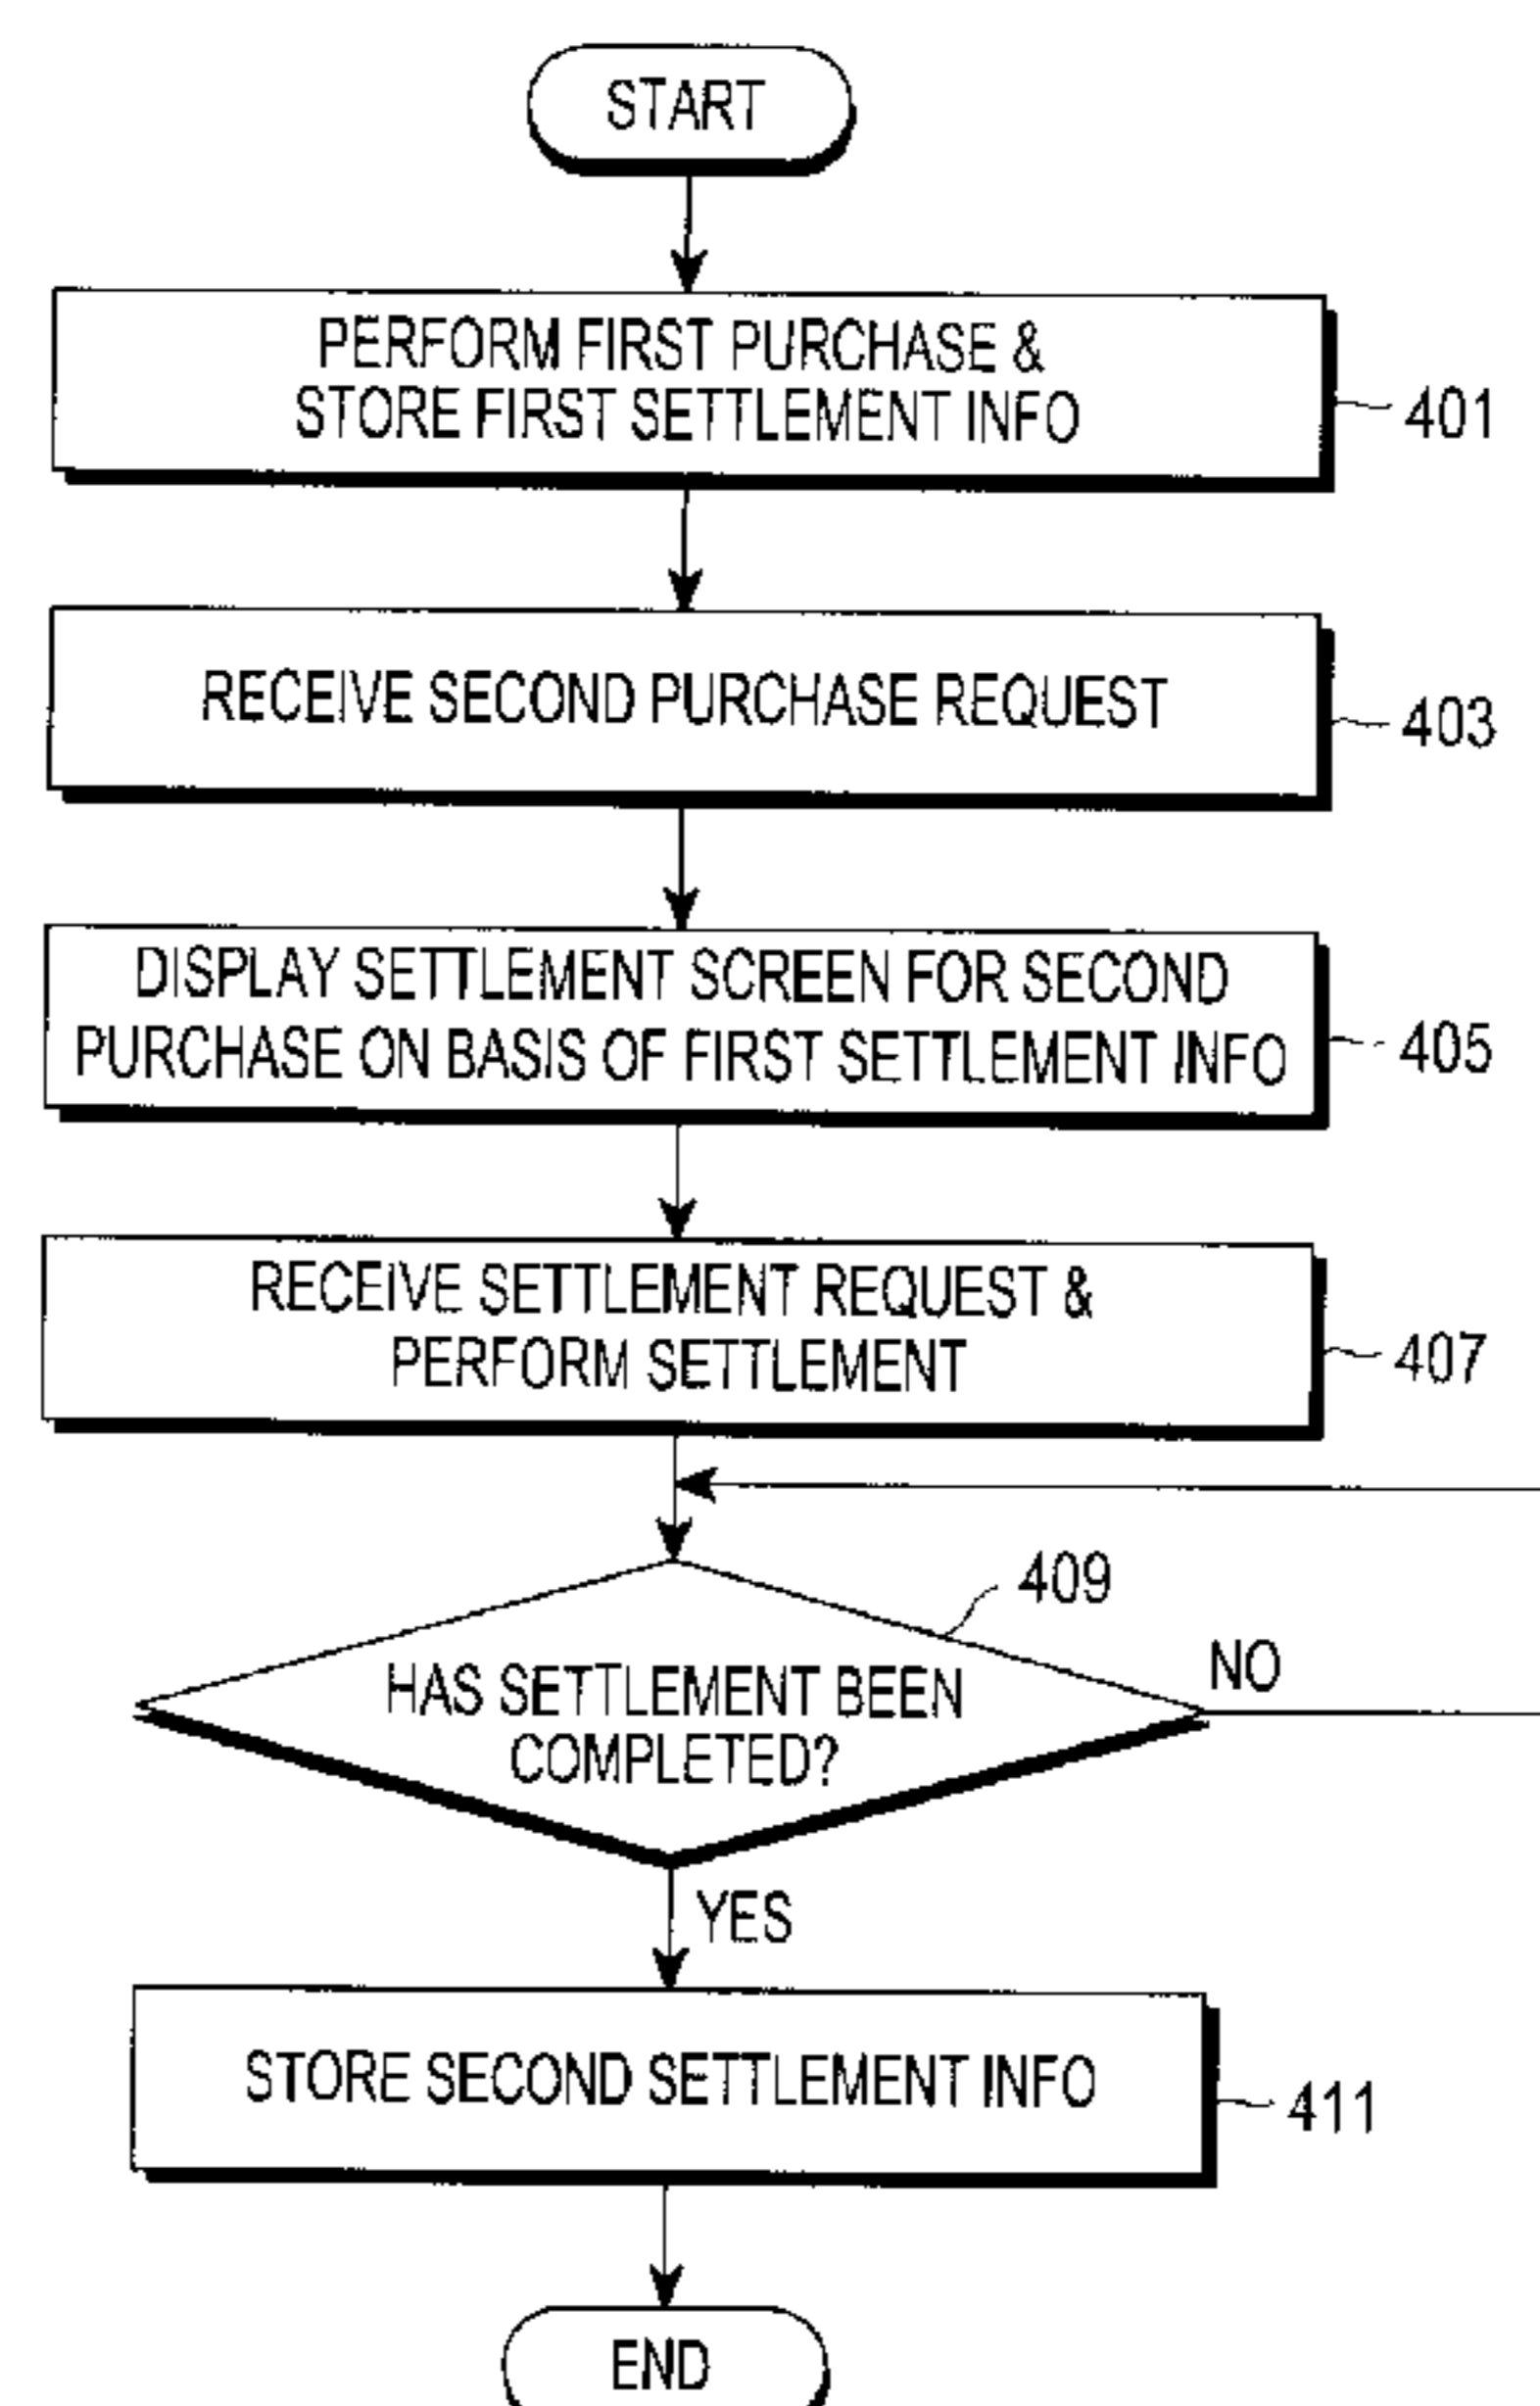 START
PERFORM FIRST PURCHASE &
STORE FIRST SETTLEMENT INFO
401
RECEIVE SECOND PURCHASE REQUEST
403
DISPLAY SETTLEMENT SCREEN FOR SECOND
PURCHASE ON BASIS OF FIRST SETTLEMENT INFO
405
RECEIVE SETTLEMENT REQUEST &
PERFORM SETTLEMENT
407
409
HAS SETTLEMENT BEEN
COMPLETED?
NO
YES
STORE SECOND SETTLEMENT INFO
411
END